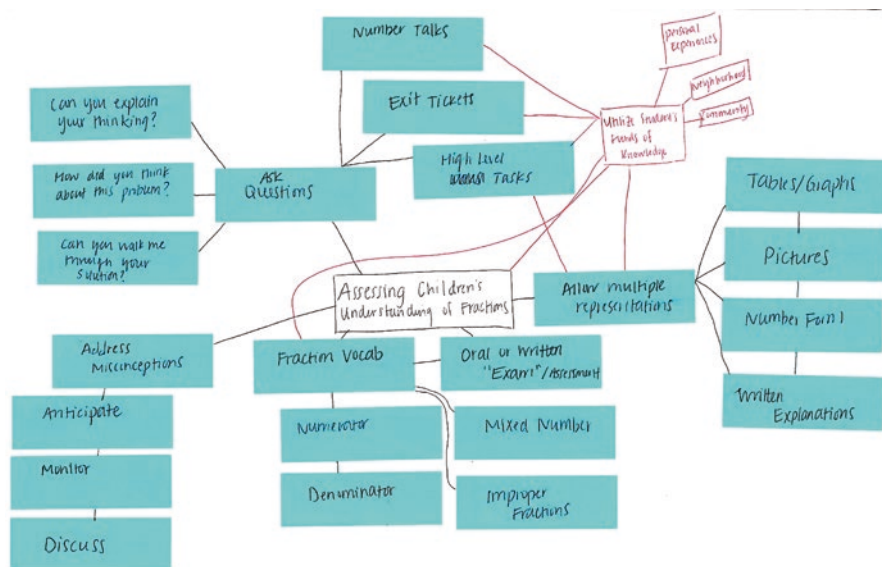 Number Talks
personal
experiences
Neighborhood
Community
Can you explain
your thinking?
Exit Tickets
Utilize Student's
Funds of
Knowledge
High Level
Tasks
How did you think
about this problem?
ASK
Questions
Tables/Graphs
Can you walk me
through your
solution?
Pictures
Assessing Children's
Understanding of Fractions
Allow multiple
representations
Number Form
Address
Misconceptions
Fraction Vocab
Oral or Written
"Exam"/Assessment
Written
Explanations
Anticipate
Numerator
Mixed Number
Monitor
Denominator
Improper
Fractions
Discuss